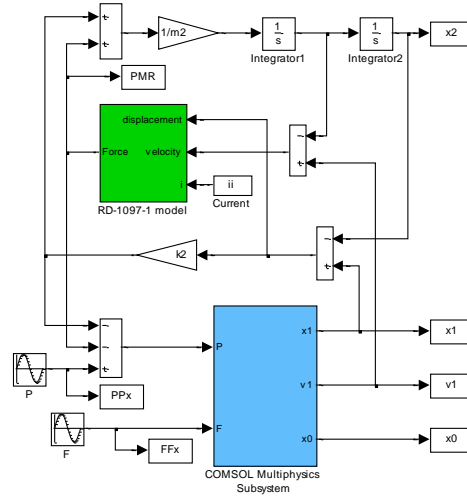 1/m2
1
s
Integrator1
1
s
Integrator2
x2
PMR
displacement
Force
velocity
i
ii
Current
RD-1097-1 model
k2
P
x1
x1
P
v1
v1
PPx
F
x0
x0
F
FFx
COMSOL Multiphysics
Subsystem